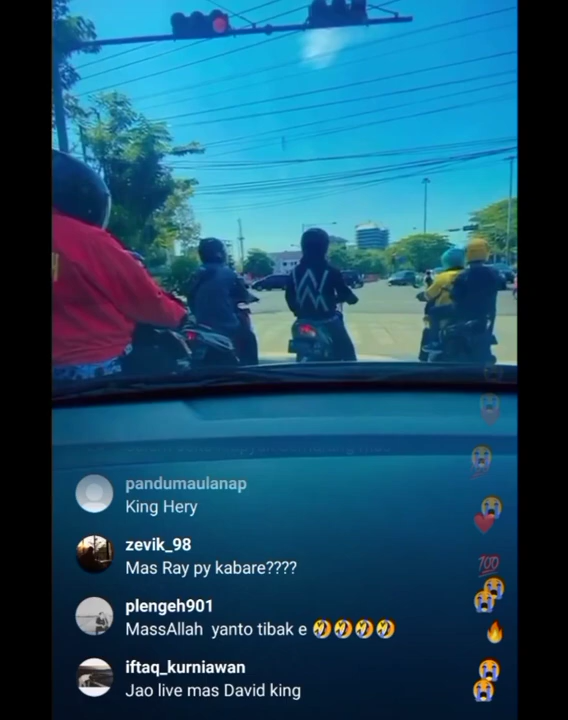 pandumaulanap
King Hery
zevik_98
Mas Ray py kabare????
plengeh901
MassAllah yanto tibak e 🤣🤣🤣🤣
iftaq_kurniawan
Jao live mas David king